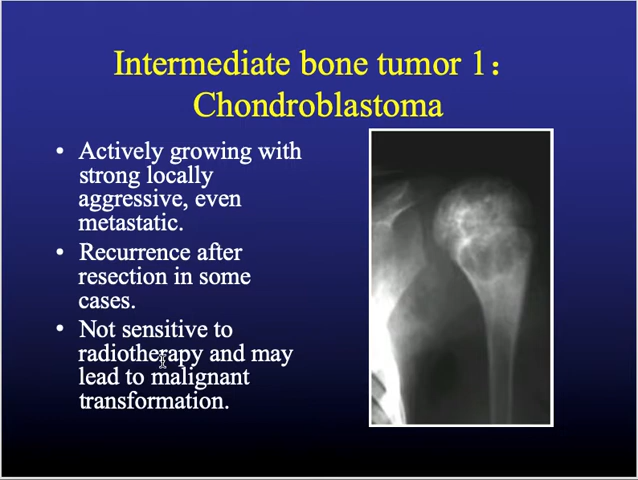 Intermediate bone tumor 1：
Chondroblastoma
• Actively growing with
strong locally
aggressive, even
metastatic.
• Recurrence after
resection in some
cases.
• Not sensitive to
radiotherapy and may
lead to malignant
transformation.